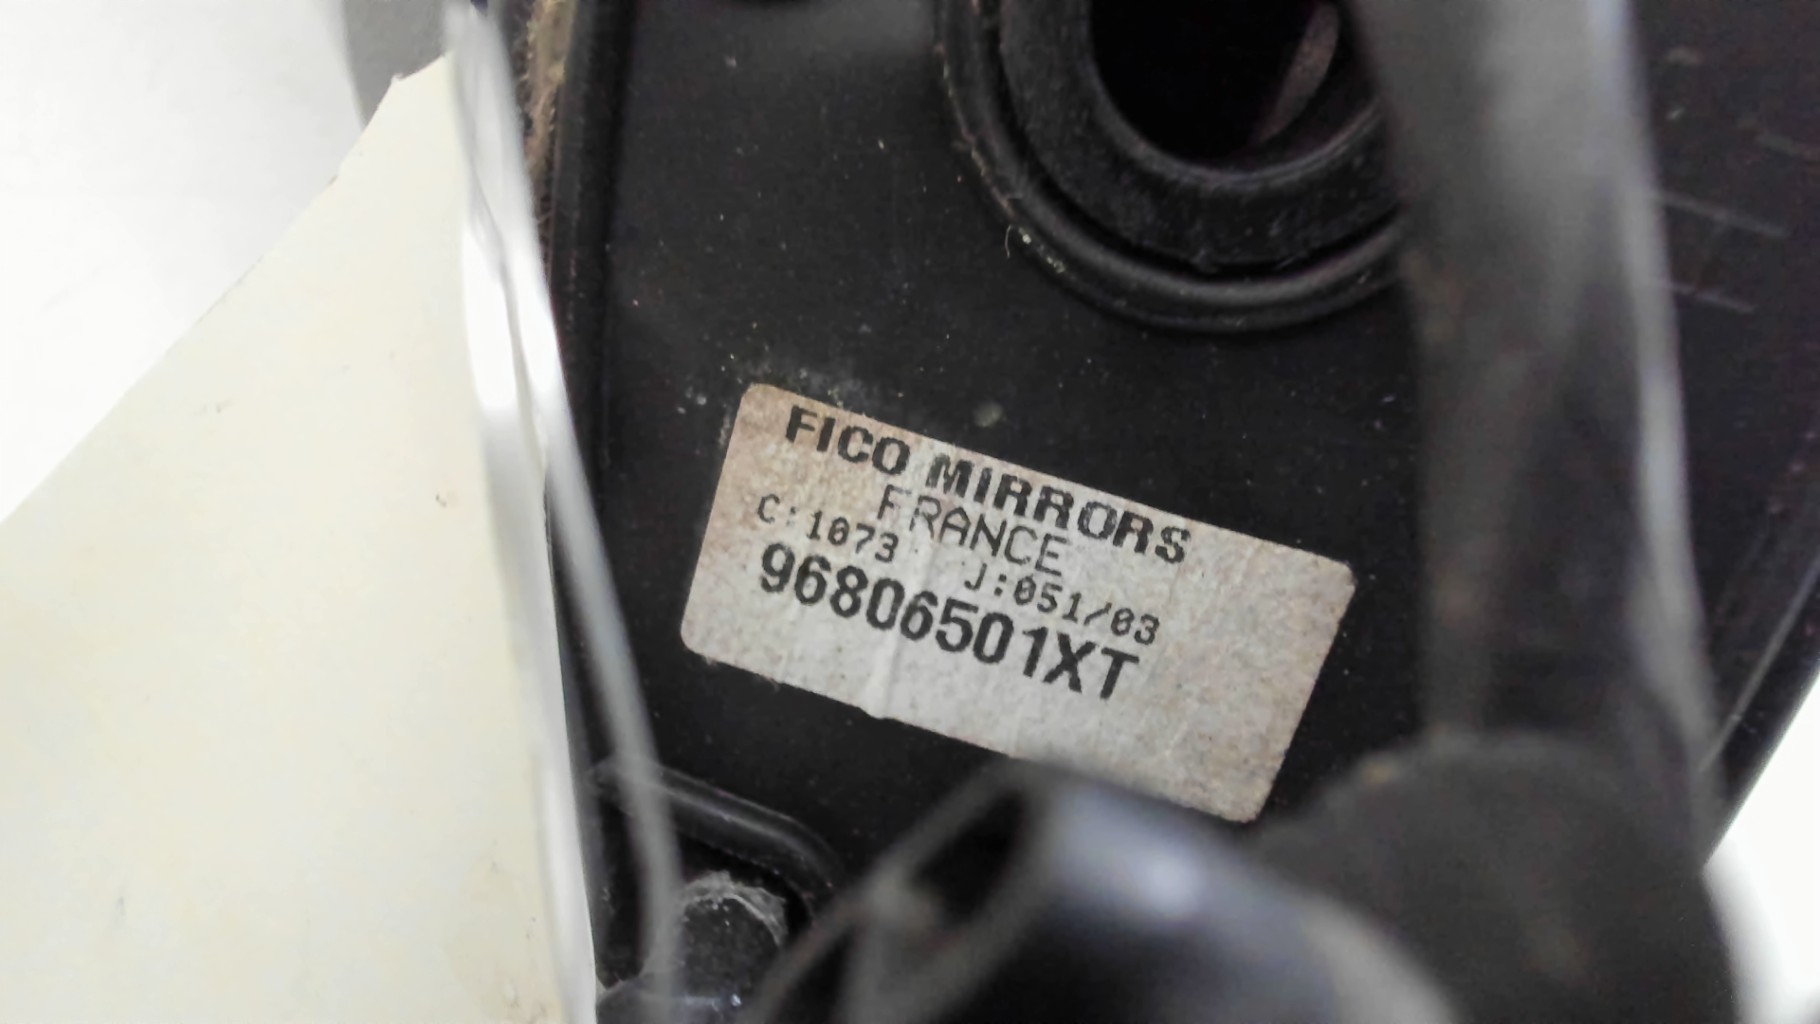 FICO MIRRORS
FRANCE
C:1073 J:051/03
96806501XT